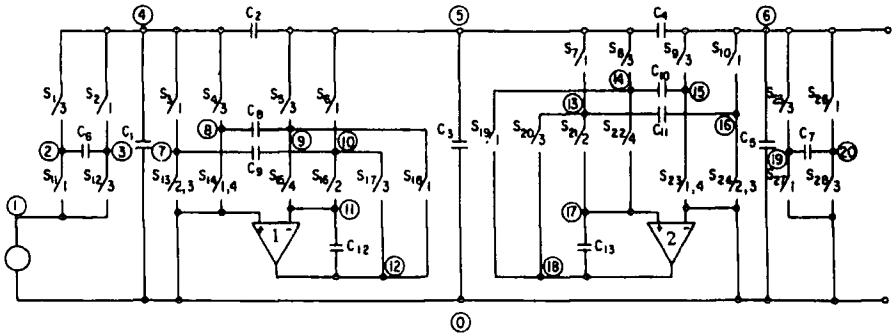 ④ C2 ⑤ C4 ⑥
S1/3 S2/1 S3/1 S4/3 S5/3 S6/1 S7/1 S8/3 S9/3 S10/1
⑭ C10 ⑮ S25/3 S26/1
⑧ C8 ⑬ C11 ⑯
② C6 ③ C1 ⑦ C9 ⑨ ⑩ C3 S19/1 S20/3 S21/2 S22/4 C5 ⑲ C7 ⑳
S11/1 S12/3 S13/2,3 S14/1,4 S15/4 S16/2 S17/3 S18/1 S23/1,4 S24/2,3 S27/1 S28/3
① ⑪ ⑰
+ 1 - C12 C13 + 2 -
⑫ ⑱
⓪